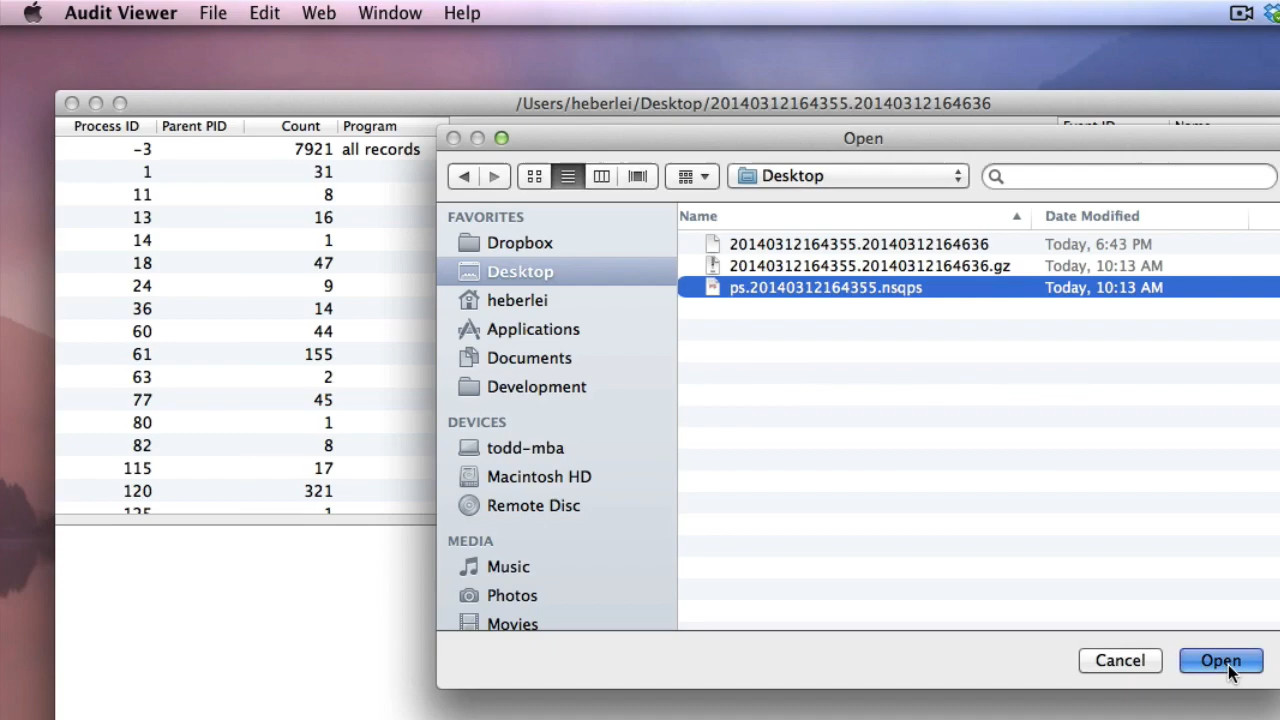 Audit Viewer File Edit Web Window Help
/Users/heberlei/Desktop/20140312164355.20140312164636
Process ID Parent PID Count Program
-3 7921 all records
1 31
11 8
13 16
14 1
18 47
24 9
36 14
60 44
61 155
63 2
77 45
80 1
82 8
115 17
120 321
125 1
Event ID Name
Open
Desktop
FAVORITES
Dropbox
Desktop
heberlei
Applications
Documents
Development
DEVICES
todd-mba
Macintosh HD
Remote Disc
MEDIA
Music
Photos
Movies
Name Date Modified
20140312164355.20140312164636 Today, 6:43 PM
20140312164355.20140312164636.gz Today, 10:13 AM
ps.20140312164355.nsqps Today, 10:13 AM
Cancel Open